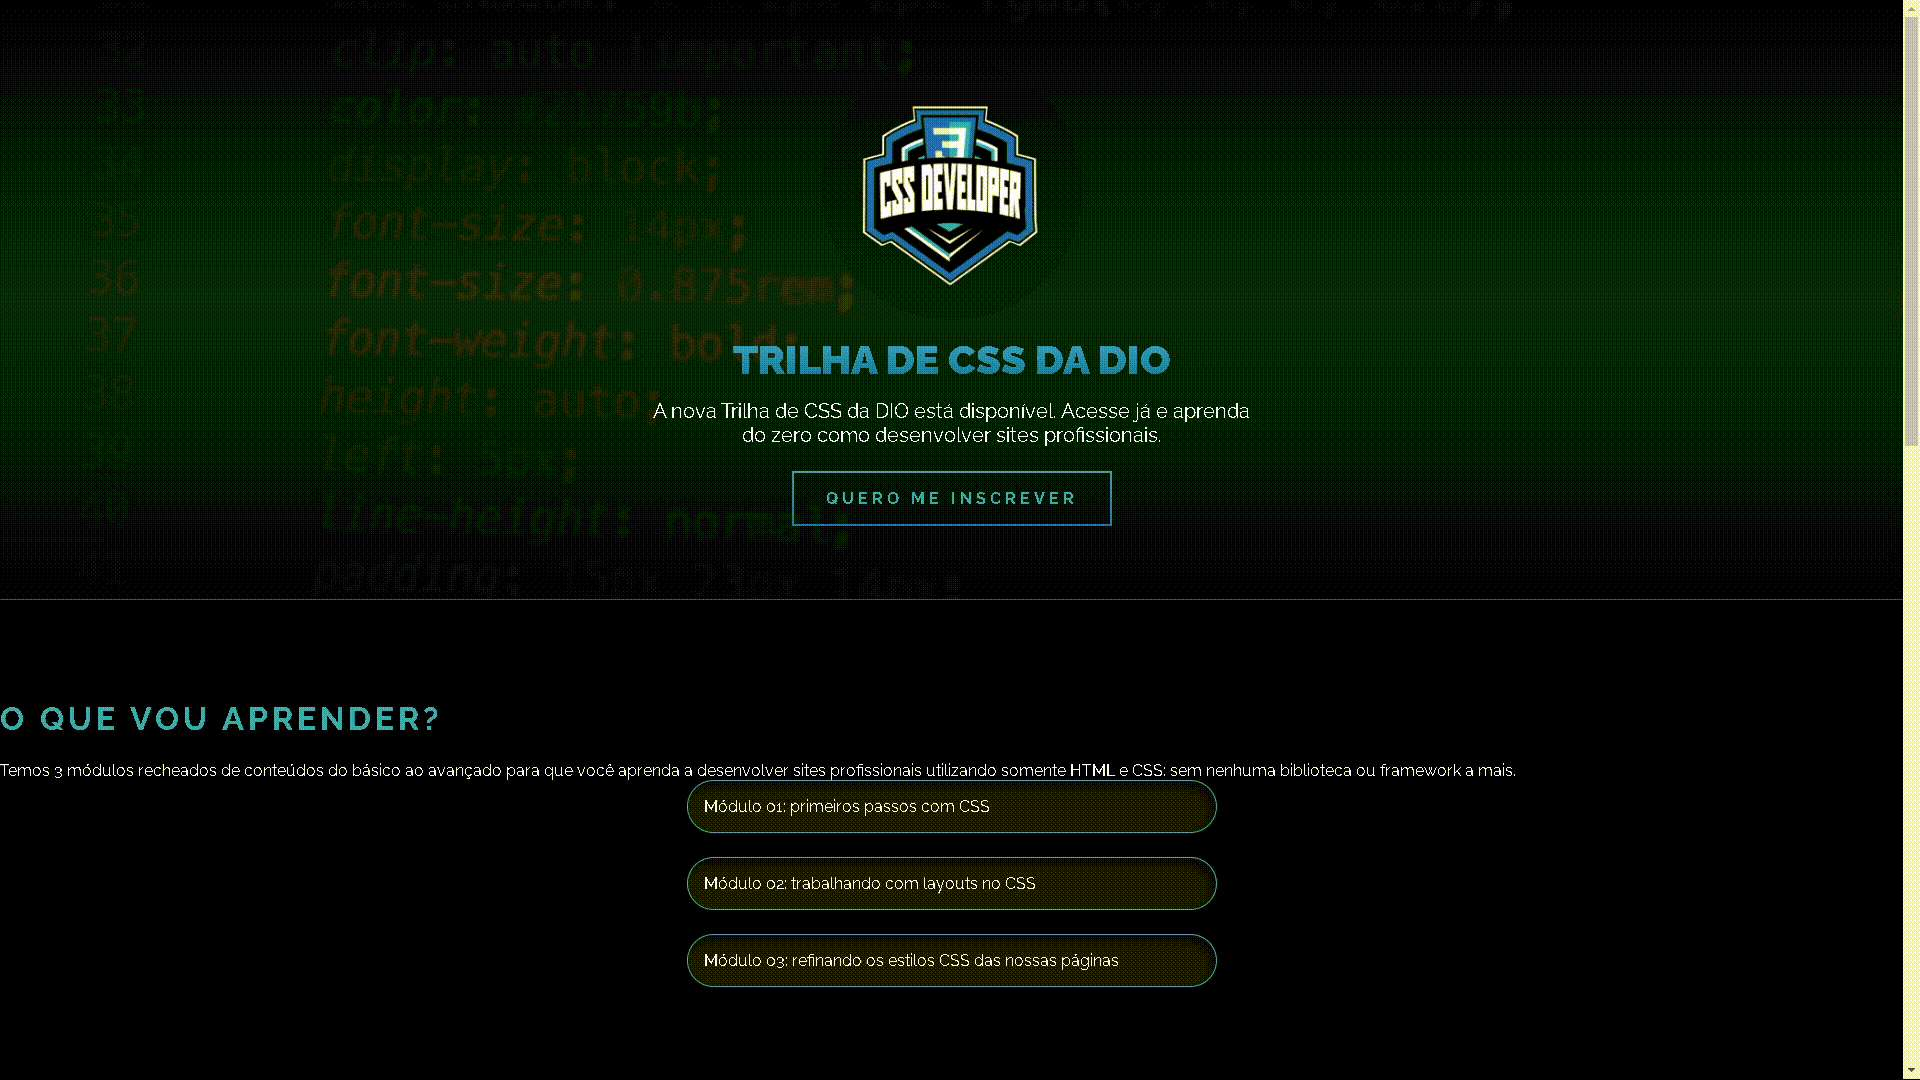 32 clip: auto !important;
33 color: #21759b;
34 display: block;
35 font-size: 14px;
36 font-size: 0.875rem;
37 font-weight: bold;
38 height: auto;
39 left: 5px;
40 line-height: normal;
41 padding: 15px 23px 14px;
3
CSS DEVELOPER
TRILHA DE CSS DA DIO
A nova Trilha de CSS da DIO está disponível. Acesse já e aprenda
do zero como desenvolver sites profissionais.
QUERO ME INSCREVER
O QUE VOU APRENDER?
Temos 3 módulos recheados de conteúdos do básico ao avançado para que você aprenda a desenvolver sites profissionais utilizando somente HTML e CSS: sem nenhuma biblioteca ou framework a mais.
Módulo 01: primeiros passos com CSS
Módulo 02: trabalhando com layouts no CSS
Módulo 03: refinando os estilos CSS das nossas páginas